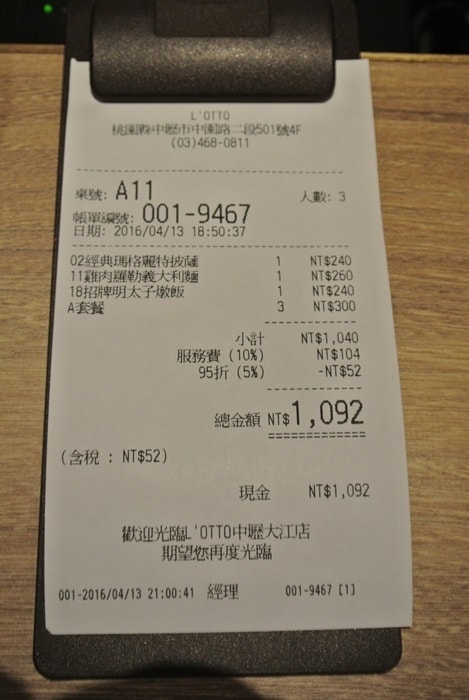 L'OTTO
桃園縣中壢市中園路二段501號4F
(03)468-0811
桌號: A11 人數: 3
帳單編號: 001-9467
日期: 2016/04/13 18:50:37
02經典瑪格麗特披薩 1 NT$240
11雞肉羅勒義大利麵 1 NT$260
18招牌明太子燉飯 1 NT$240
A套餐 3 NT$300
小計 NT$1,040
服務費 (10%) NT$104
95折 (5%) -NT$52
總金額 NT$1,092
(含稅 : NT$52)
現金 NT$1,092
歡迎光臨L'OTTO中壢大江店
期望您再度光臨
001-2016/04/13 21:00:41 經理 001-9467 [1]